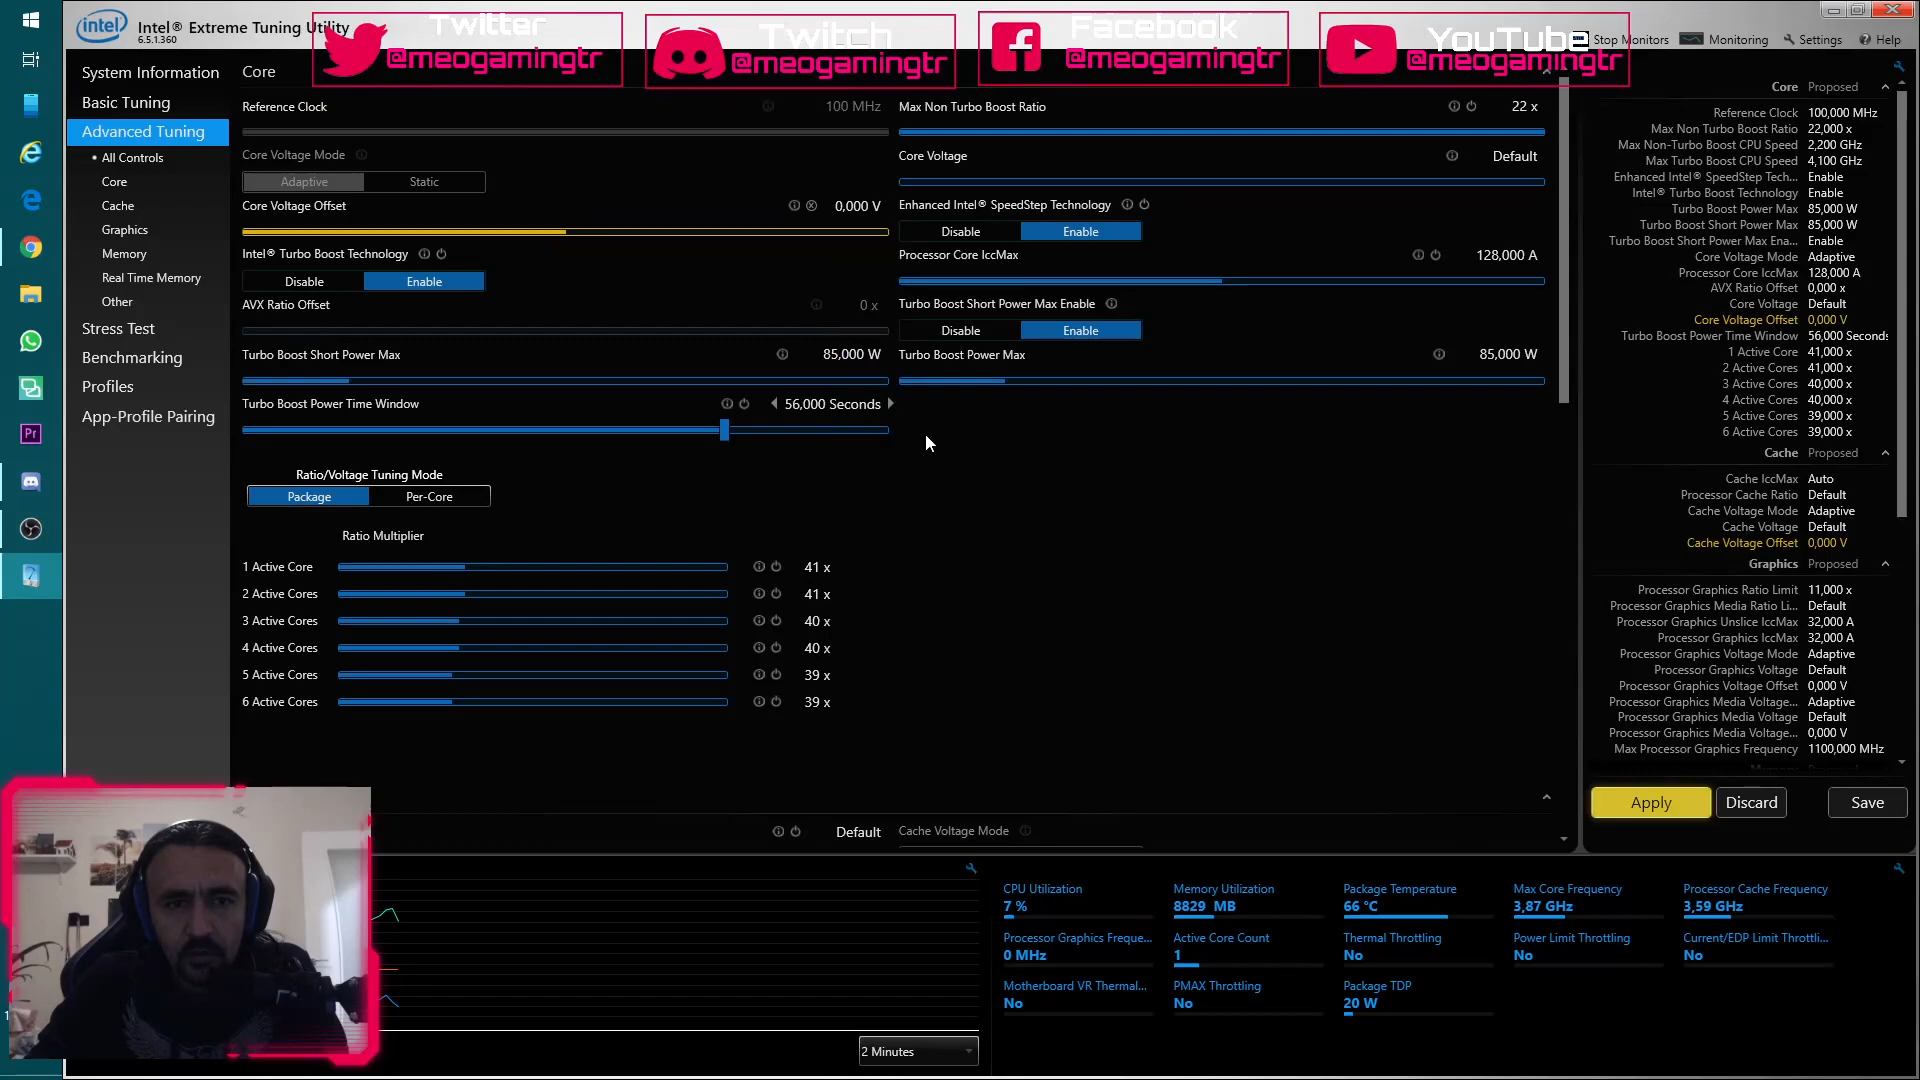 intel
Intel® Extreme Tuning Utility
6.5.1.360
Twitter
@meogamingtr
Twitch
@meogamingtr
Facebook
@meogamingtr
YouTube
@meogamingtr
Stop Monitors
Monitoring
Settings
Help
System Information
Basic Tuning
Advanced Tuning
• All Controls
Core
Cache
Graphics
Memory
Real Time Memory
Other
Stress Test
Benchmarking
Profiles
App-Profile Pairing
Pr
Core
Reference Clock 100 MHz
Core Voltage Mode
Adaptive Static
Core Voltage Offset 0,000 V
Intel® Turbo Boost Technology
Disable Enable
AVX Ratio Offset 0 x
Turbo Boost Short Power Max 85,000 W
Turbo Boost Power Time Window 56,000 Seconds
Max Non Turbo Boost Ratio 22 x
Core Voltage Default
Enhanced Intel® SpeedStep Technology
Disable Enable
Processor Core IccMax 128,000 A
Turbo Boost Short Power Max Enable
Disable Enable
Turbo Boost Power Max 85,000 W
Ratio/Voltage Tuning Mode
Package Per-Core
Ratio Multiplier
1 Active Core 41 x
2 Active Cores 41 x
3 Active Cores 40 x
4 Active Cores 40 x
5 Active Cores 39 x
6 Active Cores 39 x
Default Cache Voltage Mode
Core Proposed
Reference Clock 100,000 MHz
Max Non Turbo Boost Ratio 22,000 x
Max Non-Turbo Boost CPU Speed 2,200 GHz
Max Turbo Boost CPU Speed 4,100 GHz
Enhanced Intel® SpeedStep Tech... Enable
Intel® Turbo Boost Technology Enable
Turbo Boost Power Max 85,000 W
Turbo Boost Short Power Max 85,000 W
Turbo Boost Short Power Max Ena... Enable
Core Voltage Mode Adaptive
Processor Core IccMax 128,000 A
AVX Ratio Offset 0,000 x
Core Voltage Default
Core Voltage Offset 0,000 V
Turbo Boost Power Time Window 56,000 Seconds
1 Active Core 41,000 x
2 Active Cores 41,000 x
3 Active Cores 40,000 x
4 Active Cores 40,000 x
5 Active Cores 39,000 x
6 Active Cores 39,000 x
Cache Proposed
Cache IccMax Auto
Processor Cache Ratio Default
Cache Voltage Mode Adaptive
Cache Voltage Default
Cache Voltage Offset 0,000 V
Graphics Proposed
Processor Graphics Ratio Limit 11,000 x
Processor Graphics Media Ratio Li... Default
Processor Graphics Unslice IccMax 32,000 A
Processor Graphics IccMax 32,000 A
Processor Graphics Voltage Mode Adaptive
Processor Graphics Voltage Default
Processor Graphics Voltage Offset 0,000 V
Processor Graphics Media Voltage... Adaptive
Processor Graphics Media Voltage Default
Processor Graphics Media Voltage... 0,000 V
Max Processor Graphics Frequency 1100,000 MHz
Apply Discard Save
2 Minutes
CPU Utilization
7 %
Memory Utilization
8829 MB
Package Temperature
66 °C
Max Core Frequency
3,87 GHz
Processor Cache Frequency
3,59 GHz
Processor Graphics Freque...
0 MHz
Active Core Count
1
Thermal Throttling
No
Power Limit Throttling
No
Current/EDP Limit Throttli...
No
Motherboard VR Thermal...
No
PMAX Throttling
No
Package TDP
20 W